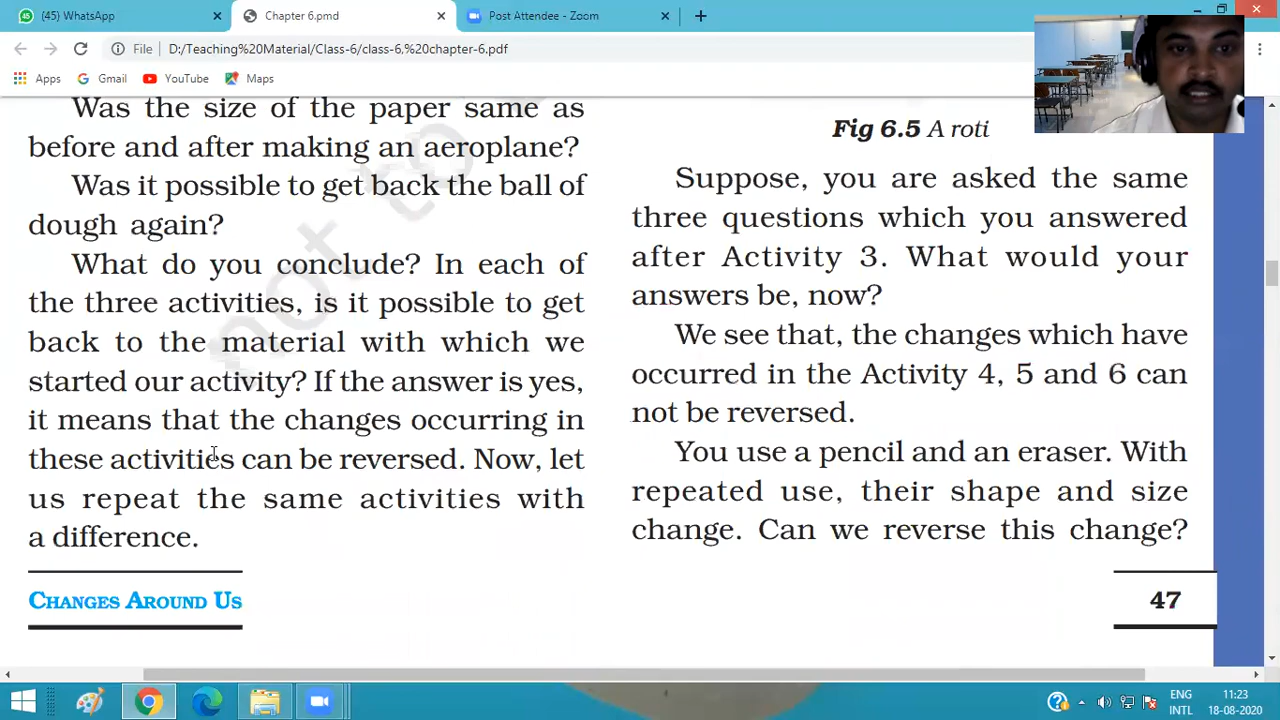 (45) WhatsApp
Chapter 6.pmd
Post Attendee - Zoom
File
D:/Teaching%20Material/Class-6/class-6,%20chapter-6.pdf
Apps
Gmail
YouTube
Maps
Was the size of the paper same as
before and after making an aeroplane?
Was it possible to get back the ball of
dough again?
What do you conclude? In each of
the three activities, is it possible to get
back to the material with which we
started our activity? If the answer is yes,
it means that the changes occurring in
these activities can be reversed. Now, let
us repeat the same activities with
a difference.
not to
Changes Around Us
Fig 6.5 A roti
Suppose, you are asked the same
three questions which you answered
after Activity 3. What would your
answers be, now?
We see that, the changes which have
occurred in the Activity 4, 5 and 6 can
not be reversed.
You use a pencil and an eraser. With
repeated use, their shape and size
change. Can we reverse this change?
47
ENG
INTL
11:23
18-08-2020